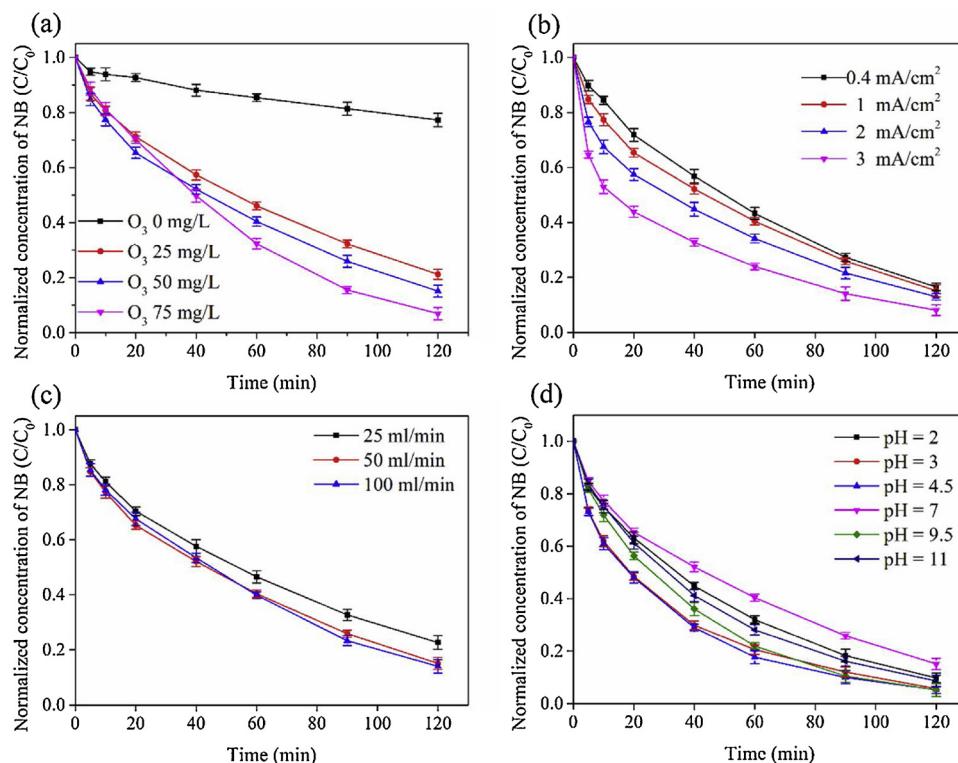 (a)
Normalized concentration of NB (C/C₀)
1.0
0.8
0.6
0.4
0.2
0.0
O₃ 0 mg/L
O₃ 25 mg/L
O₃ 50 mg/L
O₃ 75 mg/L
0 20 40 60 80 100 120
Time (min)
(b)
Normalized concentration of NB (C/C₀)
1.0
0.8
0.6
0.4
0.2
0.0
0.4 mA/cm²
1 mA/cm²
2 mA/cm²
3 mA/cm²
0 20 40 60 80 100 120
Time (min)
(c)
Normalized concentration of NB (C/C₀)
1.0
0.8
0.6
0.4
0.2
0.0
25 ml/min
50 ml/min
100 ml/min
0 20 40 60 80 100 120
Time (min)
(d)
Normalized concentration of NB (C/C₀)
1.0
0.8
0.6
0.4
0.2
0.0
pH = 2
pH = 3
pH = 4.5
pH = 7
pH = 9.5
pH = 11
0 20 40 60 80 100 120
Time (min)